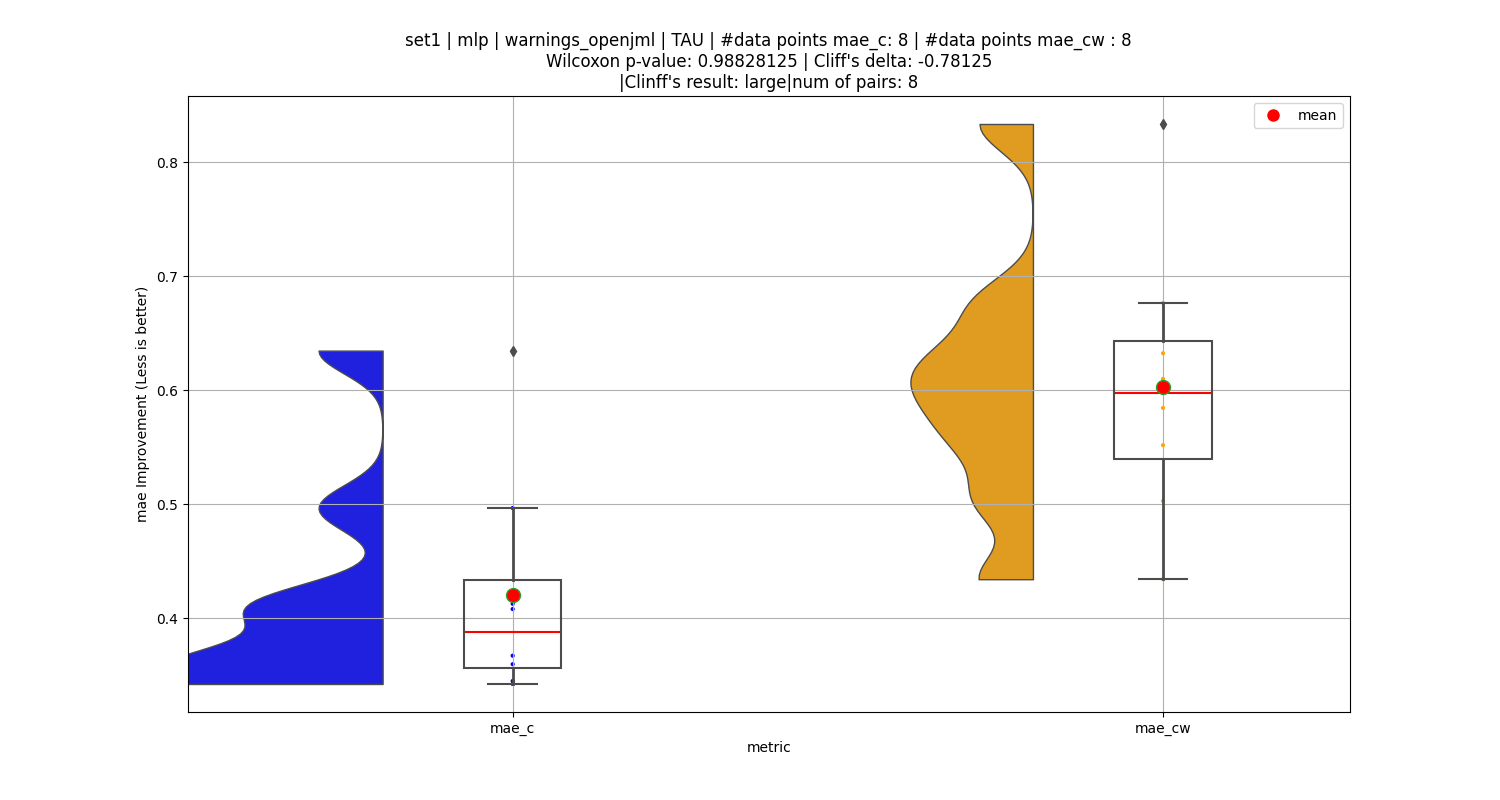 set1 | mlp | warnings_openjml | TAU | #data points mae_c: 8 | #data points mae_cw : 8
Wilcoxon p-value: 0.98828125 | Cliff's delta: -0.78125
|Clinff's result: large|num of pairs: 8
mean
0.8
0.7
0.6
0.5
0.4
mae Improvement (Less is better)
mae_c
mae_cw
metric